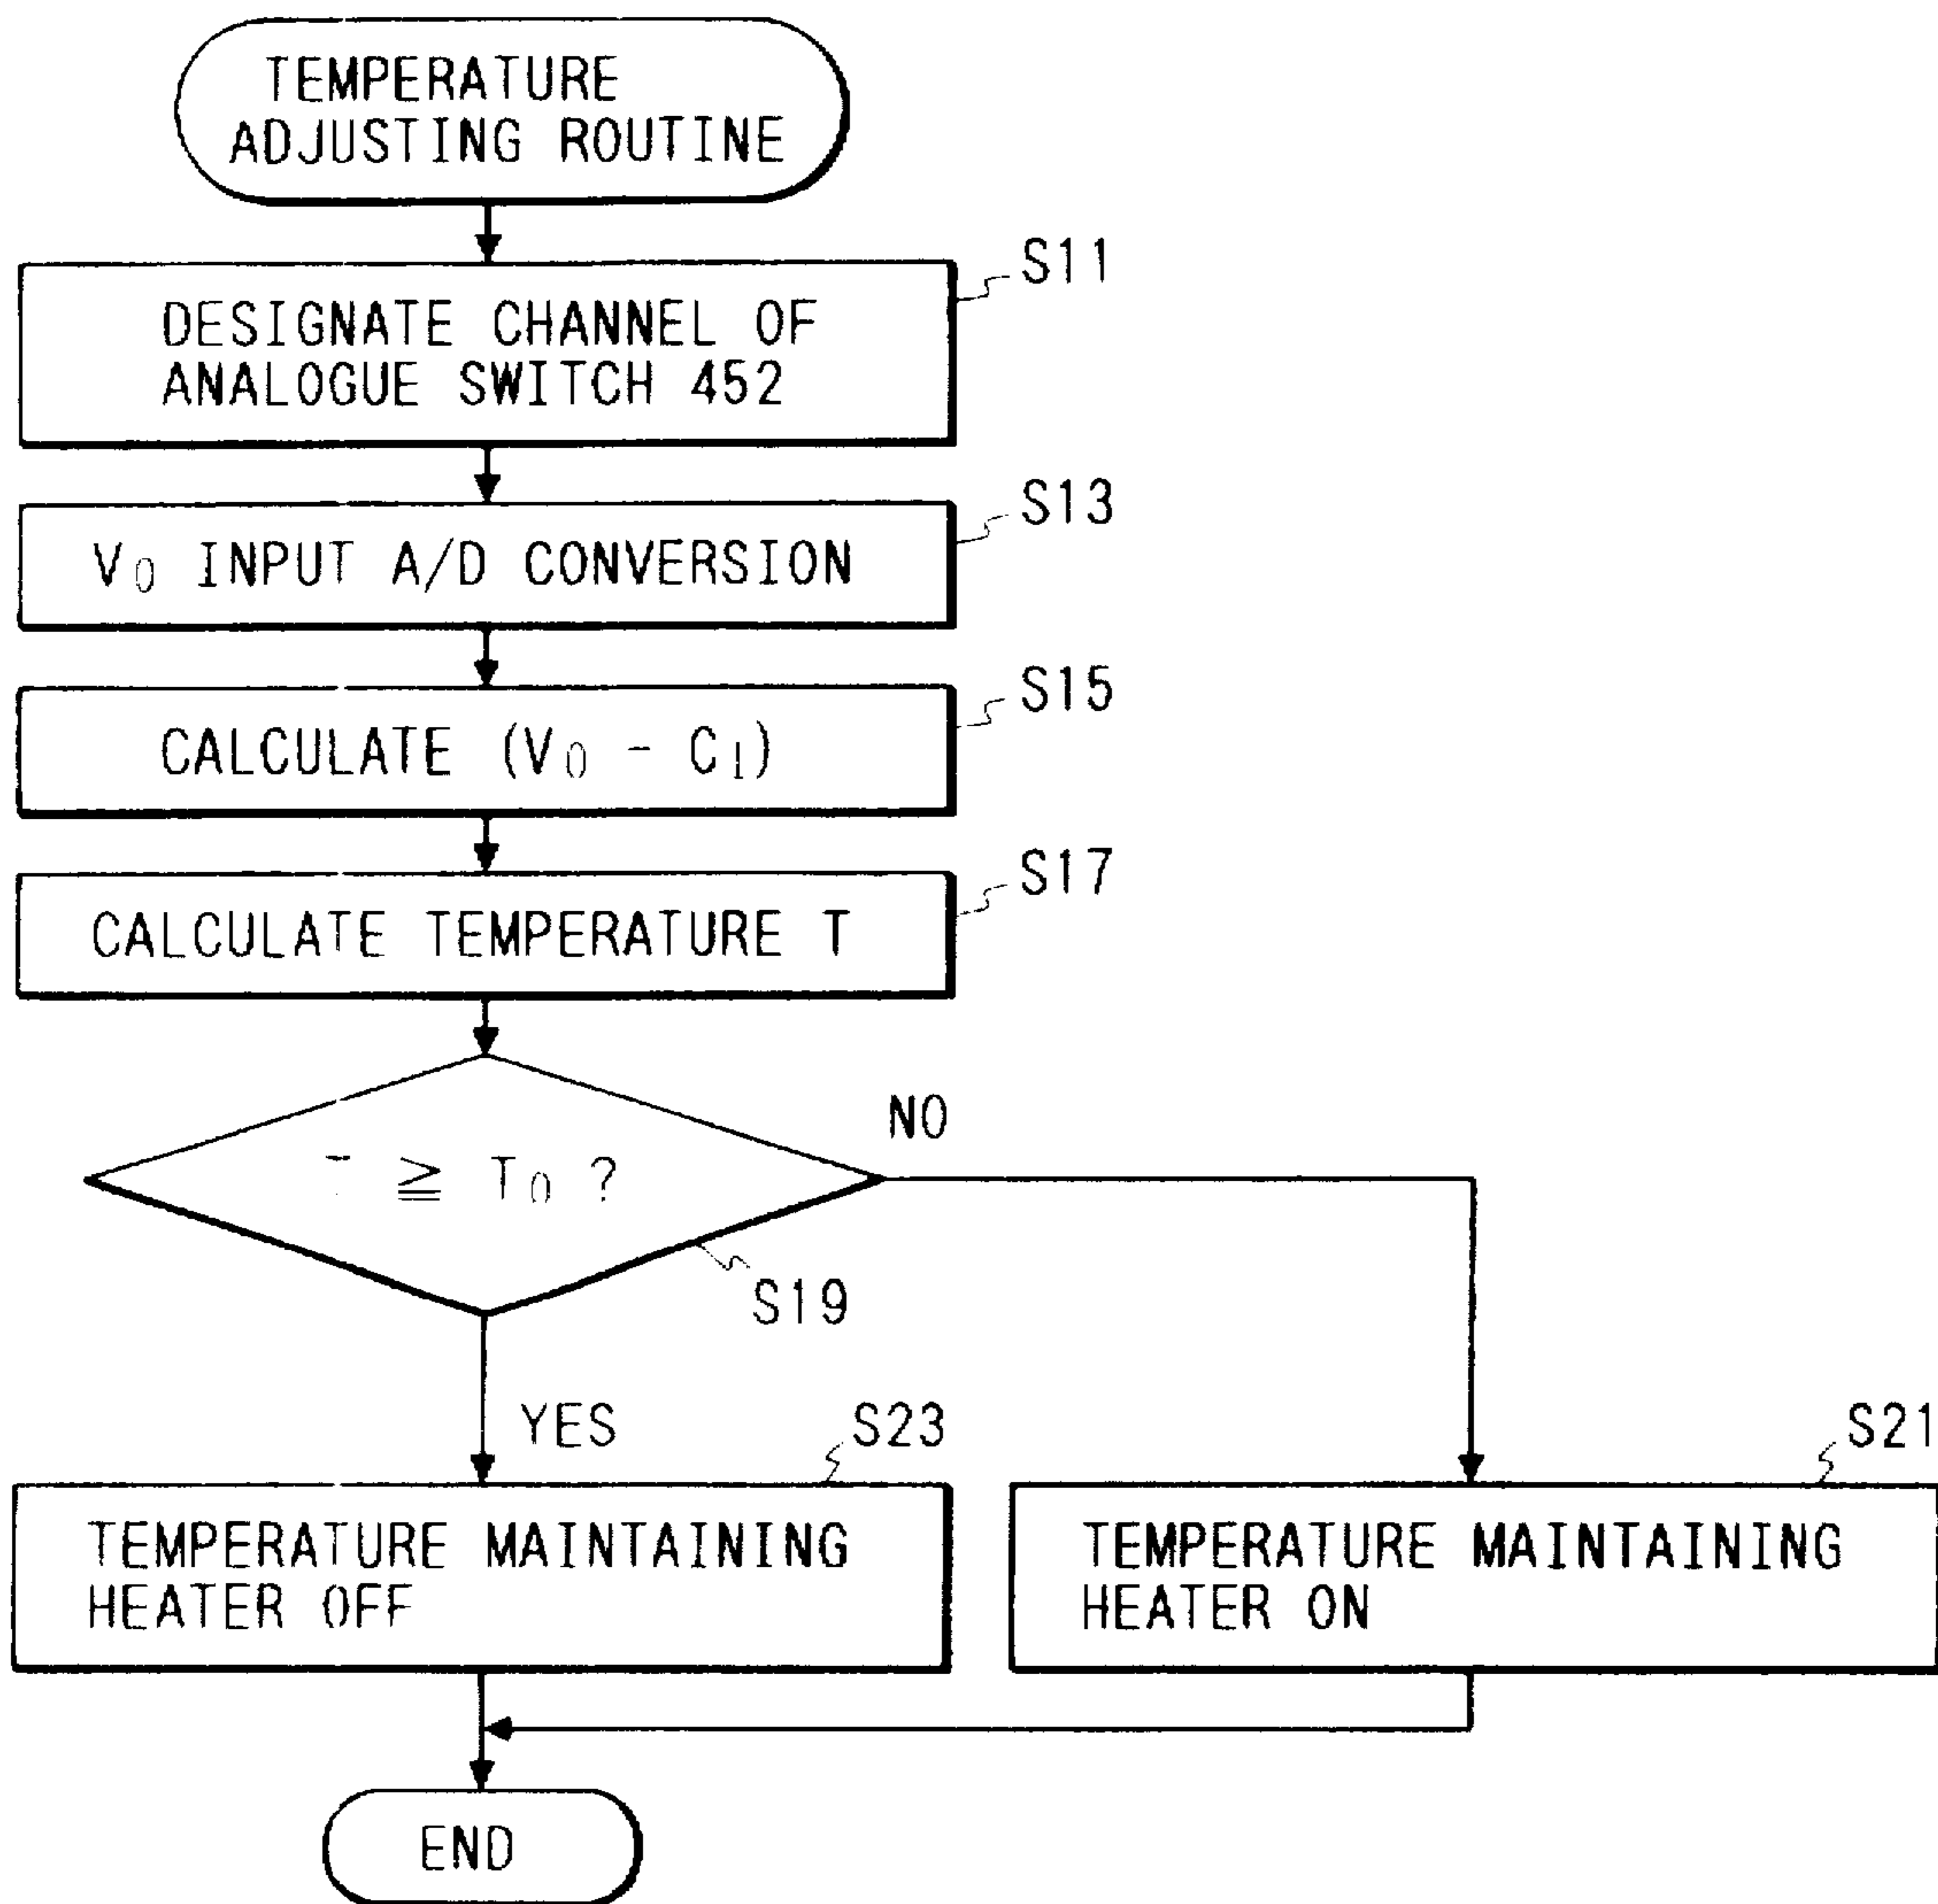 TEMPERATURE
ADJUSTING ROUTINE
S11
DESIGNATE CHANNEL OF
ANALOGUE SWITCH 452
S13
V₀ INPUT A/D CONVERSION
S15
CALCULATE (V₀ - C₁)
S17
CALCULATE TEMPERATURE T
NO
T ≧ T₀ ?
S19
YES
S23
S21
TEMPERATURE MAINTAINING
HEATER OFF
TEMPERATURE MAINTAINING
HEATER ON
END